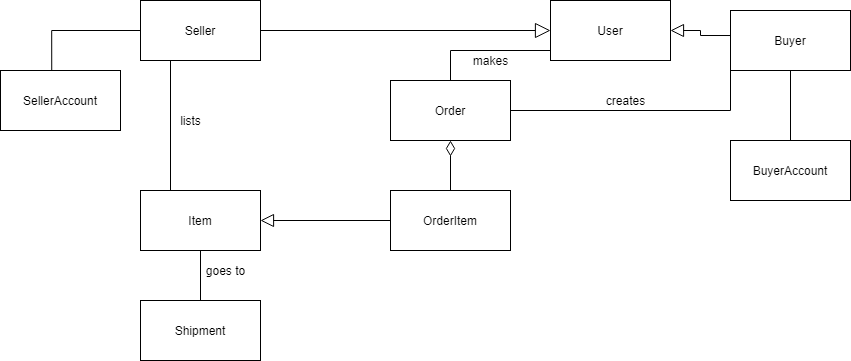 Seller
User
Buyer
makes
SellerAccount
creates
Order
lists
BuyerAccount
Item
OrderItem
goes to
Shipment